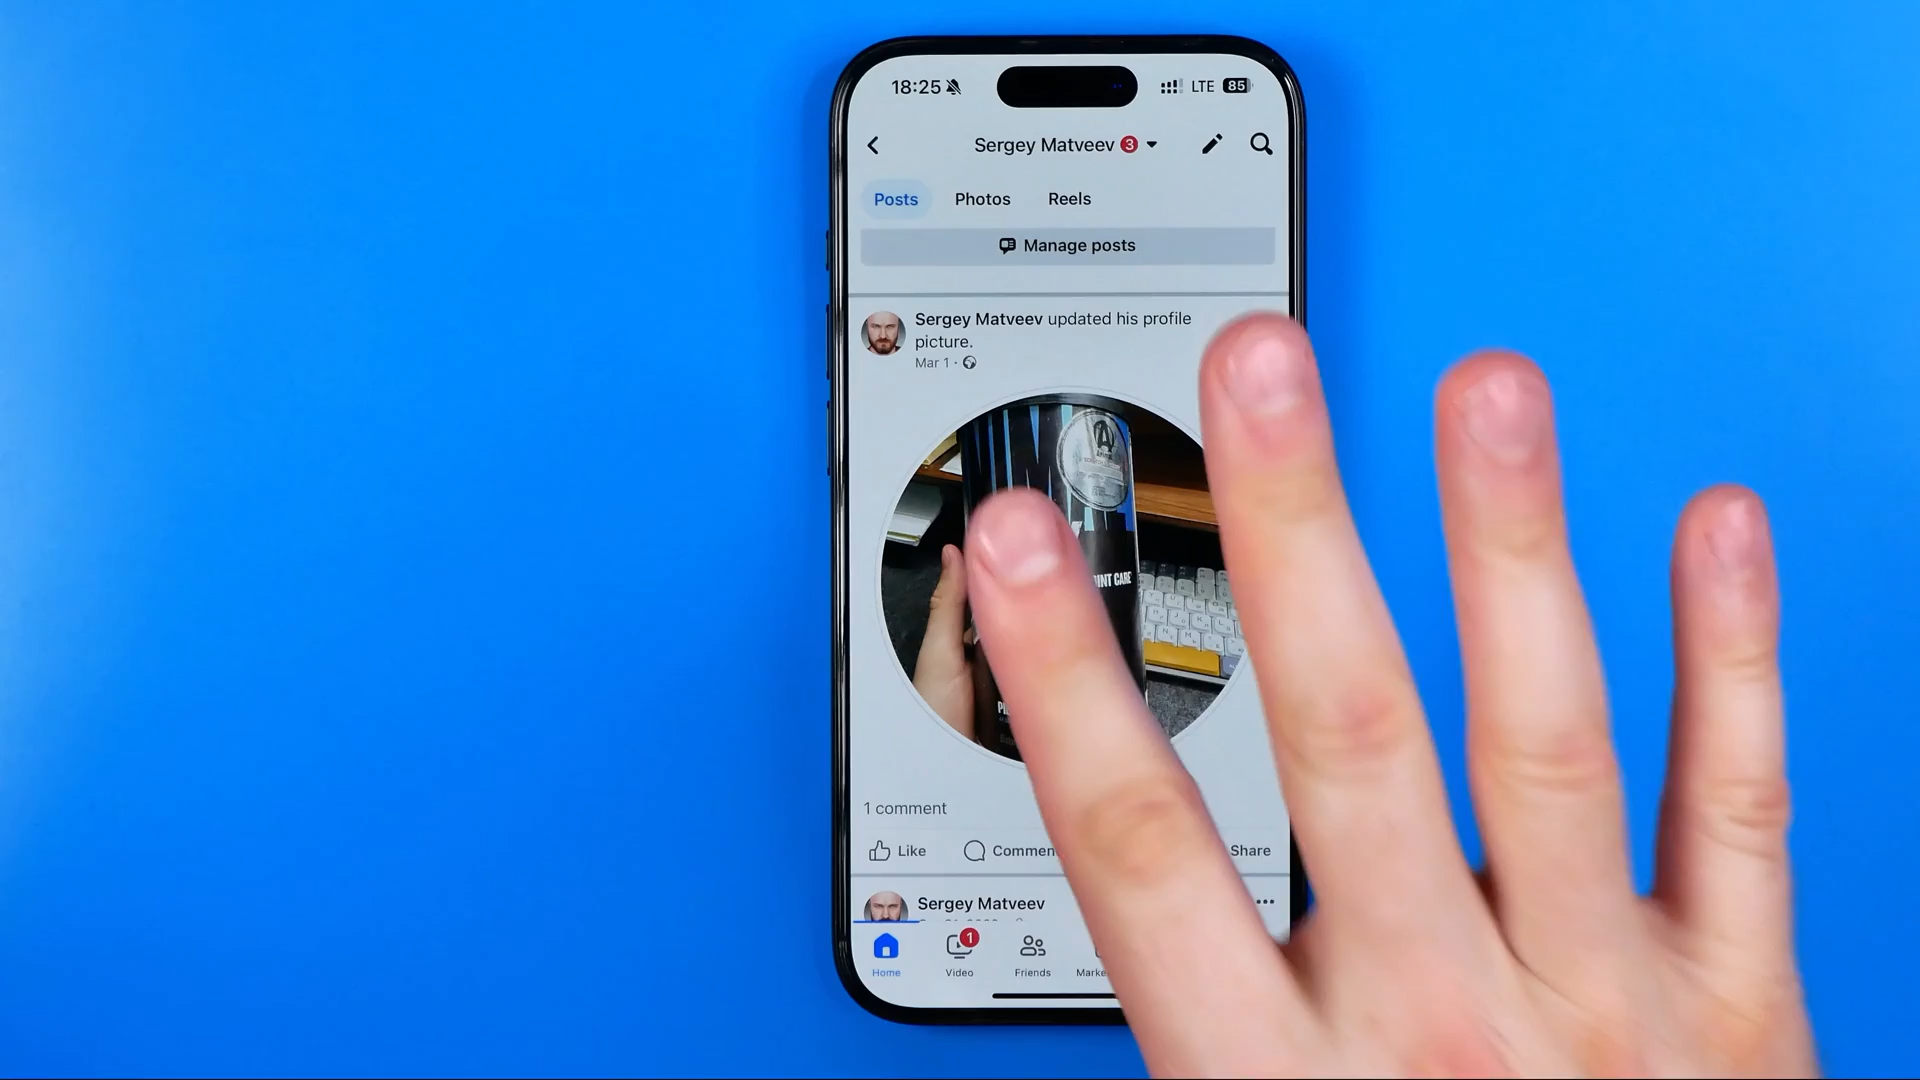 18:25 LTE 85
Sergey Matveev 3
Posts Photos Reels
Manage posts
Sergey Matveev updated his profile
picture.
Mar 1 ·
A
Animal
INT CARE
1 comment
Like Commen Share
Sergey Matveev
1
Home Video Friends Marke